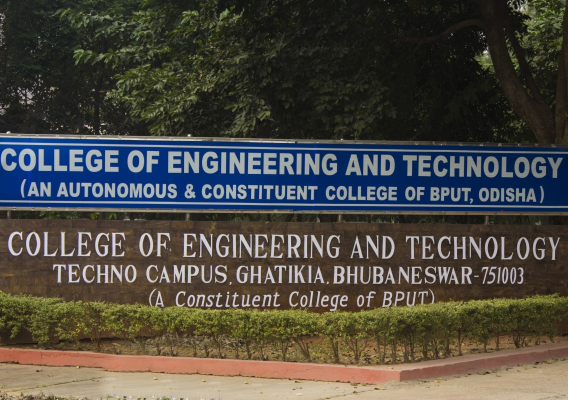 COLLEGE OF ENGINEERING AND TECHNOLOGY
(AN AUTONOMOUS & CONSTITUENT COLLEGE OF BPUT, ODISHA)
COLLEGE OF ENGINEERING AND TECHNOLOGY
TECHNO CAMPUS, GHATIKIA, BHUBANESWAR-751003
(A Constituent College of BPUT)